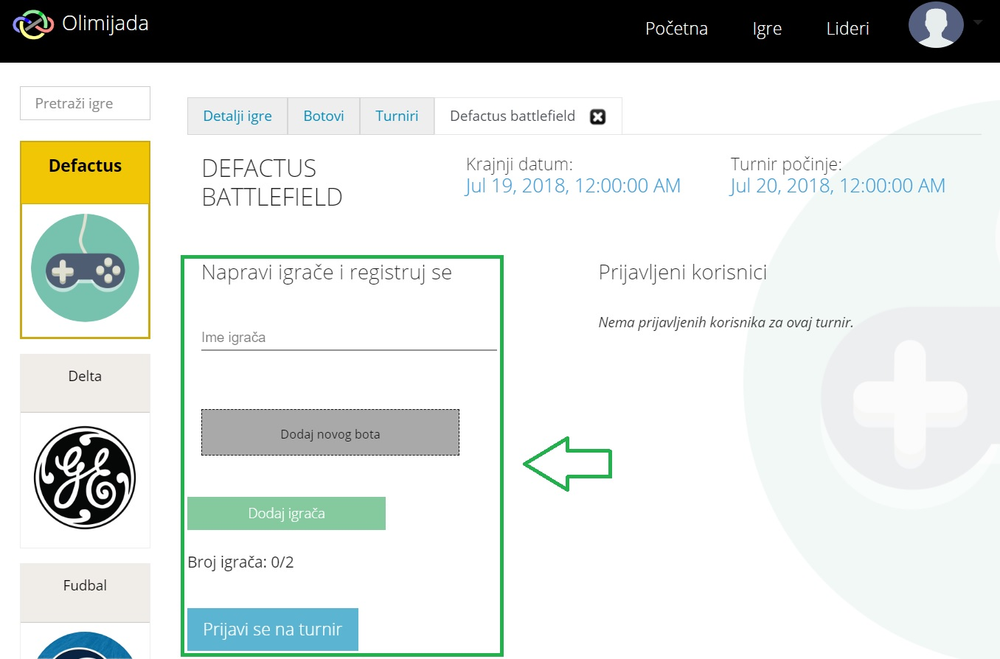 Olimijada
Početna
Igre
Lideri
Pretraži igre
Defactus
Delta
Fudbal
Detalji igre
Botovi
Turniri
Defactus battlefield
DEFACTUS
BATTLEFIELD
Krajnji datum:
Jul 19, 2018, 12:00:00 AM
Turnir počinje:
Jul 20, 2018, 12:00:00 AM
Napravi igrače i registruj se
Ime igrača
Dodaj novog bota
Dodaj igrača
Broj igrača: 0/2
Prijavi se na turnir
Prijavljeni korisnici
Nema prijavljenih korisnika za ovaj turnir.